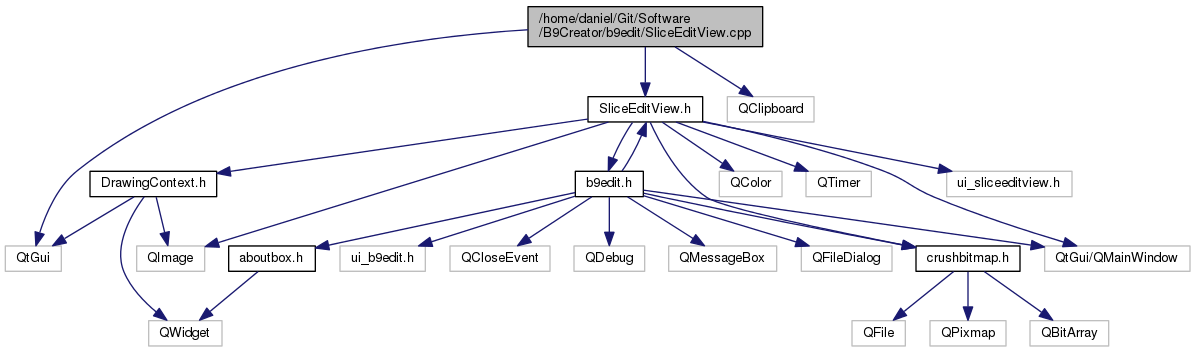 /home/daniel/Git/Software
/B9Creator/b9edit/SliceEditView.cpp
SliceEditView.h
QClipboard
DrawingContext.h
b9edit.h
QColor
QTimer
ui_sliceeditview.h
QtGui
QImage
aboutbox.h
ui_b9edit.h
QCloseEvent
QDebug
QMessageBox
QFileDialog
crushbitmap.h
QtGui/QMainWindow
QWidget
QFile
QPixmap
QBitArray